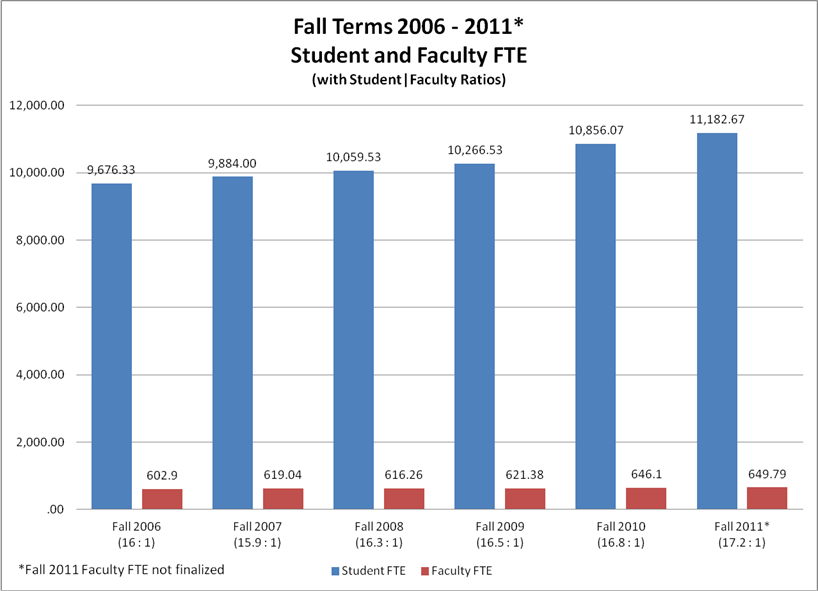 Fall Terms 2006 - 2011*
Student and Faculty FTE
(with Student|Faculty Ratios)
12,000.00
10,000.00
8,000.00
6,000.00
4,000.00
2,000.00
.00
9,676.33
9,884.00
10,059.53
10,266.53
10,856.07
11,182.67
602.9
619.04
616.26
621.38
646.1
649.79
Fall 2006
(16 : 1)
Fall 2007
(15.9 : 1)
Fall 2008
(16.3 : 1)
Fall 2009
(16.5 : 1)
Fall 2010
(16.8 : 1)
Fall 2011*
(17.2 : 1)
*Fall 2011 Faculty FTE not finalized
Student FTE
Faculty FTE